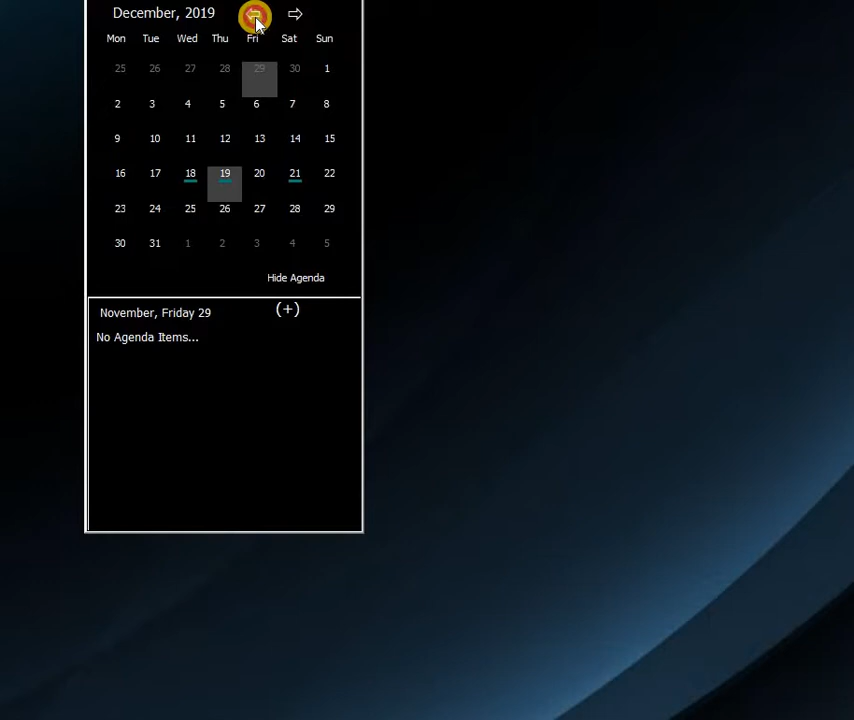 December, 2019
Mon Tue Wed Thu Fri Sat Sun
25 26 27 28 29 30 1
2 3 4 5 6 7 8
9 10 11 12 13 14 15
16 17 18 19 20 21 22
23 24 25 26 27 28 29
30 31 1 2 3 4 5
Hide Agenda
November, Friday 29 (+)
No Agenda Items...